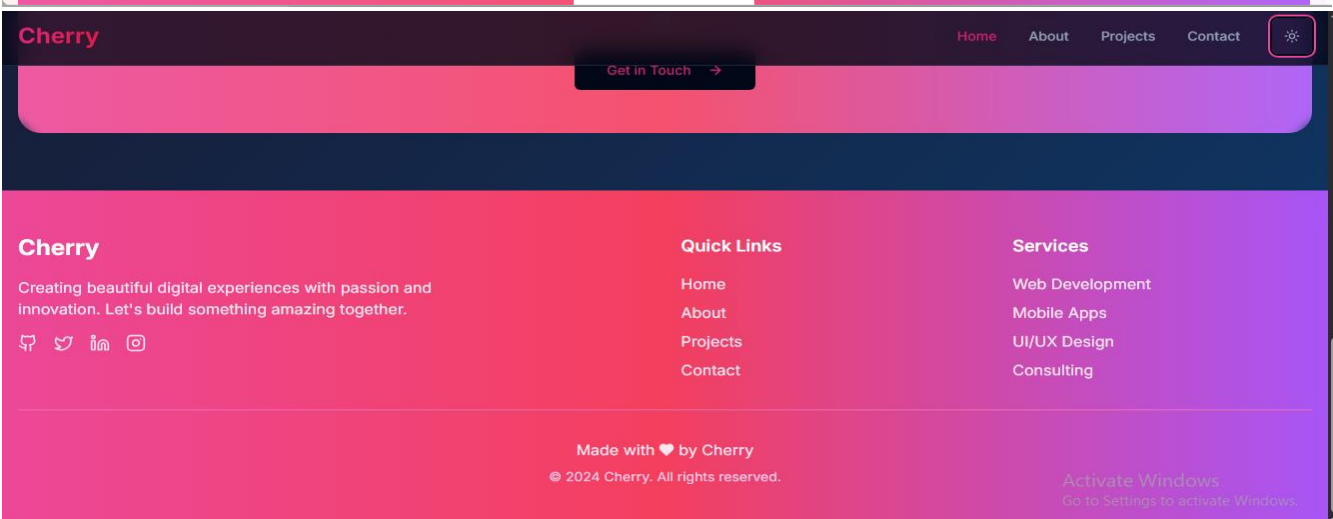 Cherry
Home About Projects Contact
Get in Touch →
Cherry
Creating beautiful digital experiences with passion and
innovation. Let's build something amazing together.
Quick Links
Home
About
Projects
Contact
Services
Web Development
Mobile Apps
UI/UX Design
Consulting
Made with ♥ by Cherry
© 2024 Cherry. All rights reserved.
Activate Windows
Go to Settings to activate Windows.